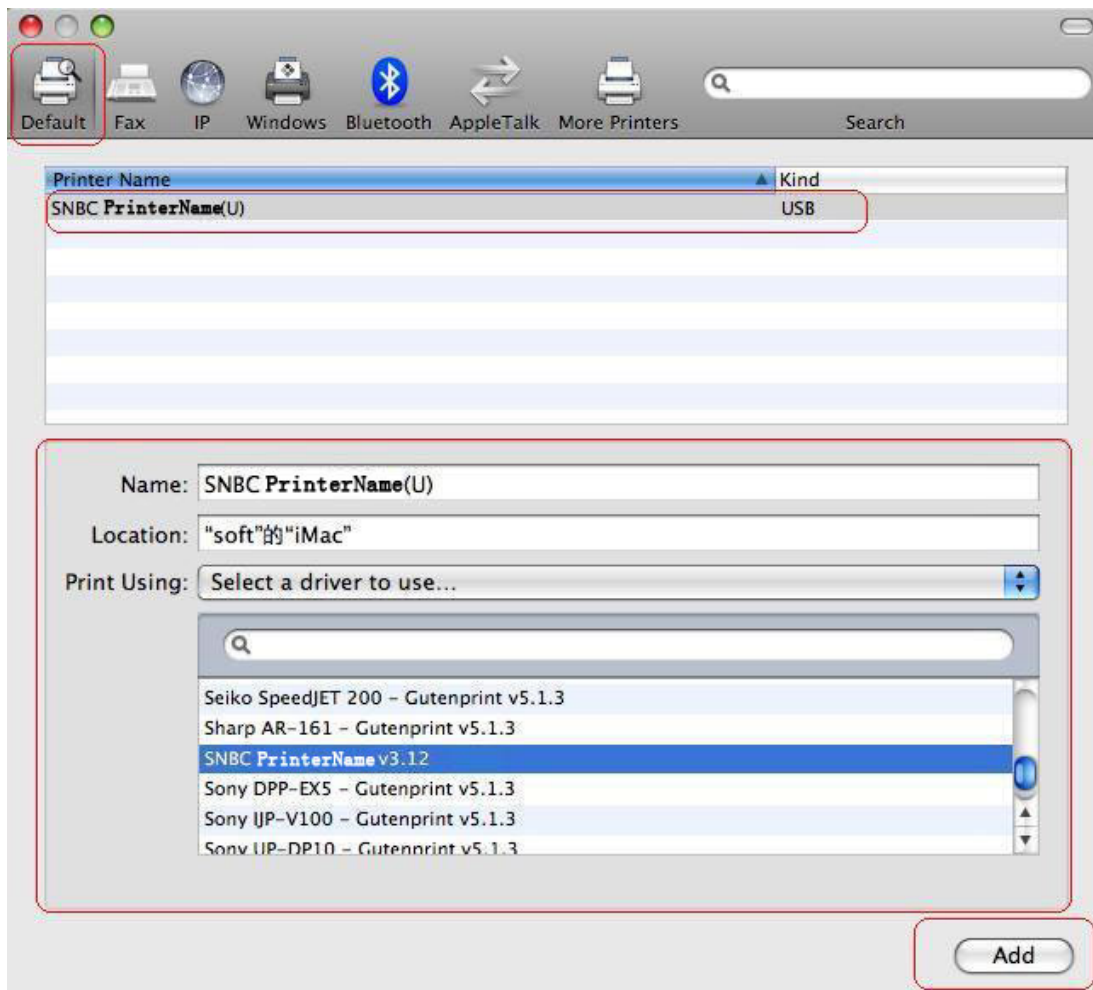 Default Fax IP Windows Bluetooth AppleTalk More Printers Search
Printer Name Kind
SNBC PrinterName(U) USB
Name: SNBC PrinterName(U)
Location: “soft”的“iMac”
Print Using: Select a driver to use...
Seiko SpeedJET 200 – Gutenprint v5.1.3
Sharp AR-161 – Gutenprint v5.1.3
SNBC PrinterName v3.12
Sony DPP-EX5 – Gutenprint v5.1.3
Sony IJP-V100 – Gutenprint v5.1.3
Sony UP-DP10 – Gutenprint v5.1.3
Add